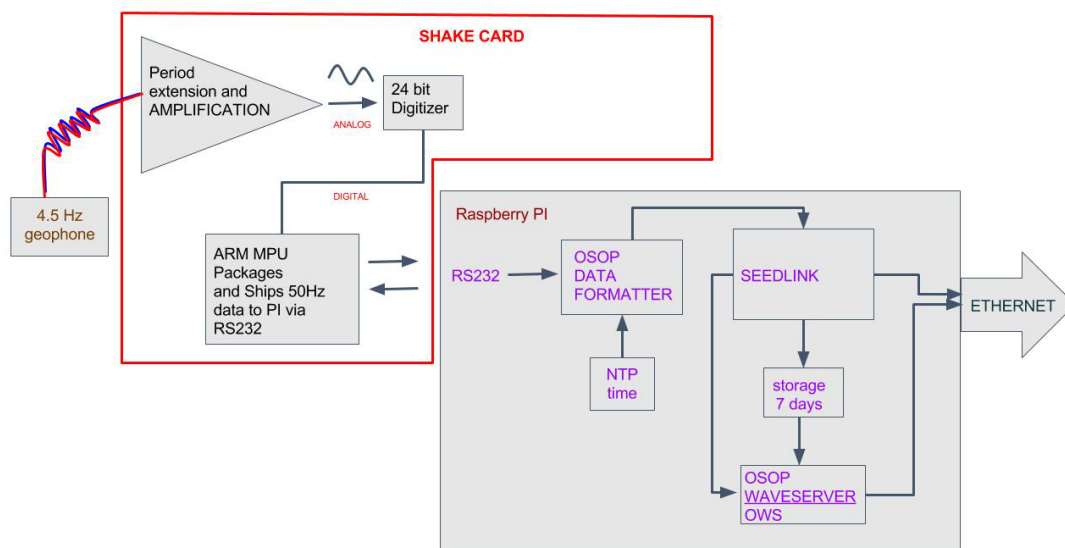 SHAKE CARD
Period
extension and
AMPLIFICATION
ANALOG
24 bit
Digitizer
DIGITAL
4.5 Hz
geophone
ARM MPU
Packages
and Ships 50Hz
data to PI via
RS232
Raspberry PI
RS232
OSOP
DATA
FORMATTER
NTP
time
SEEDLINK
storage
7 days
OSOP
WAVESERVER
OWS
ETHERNET